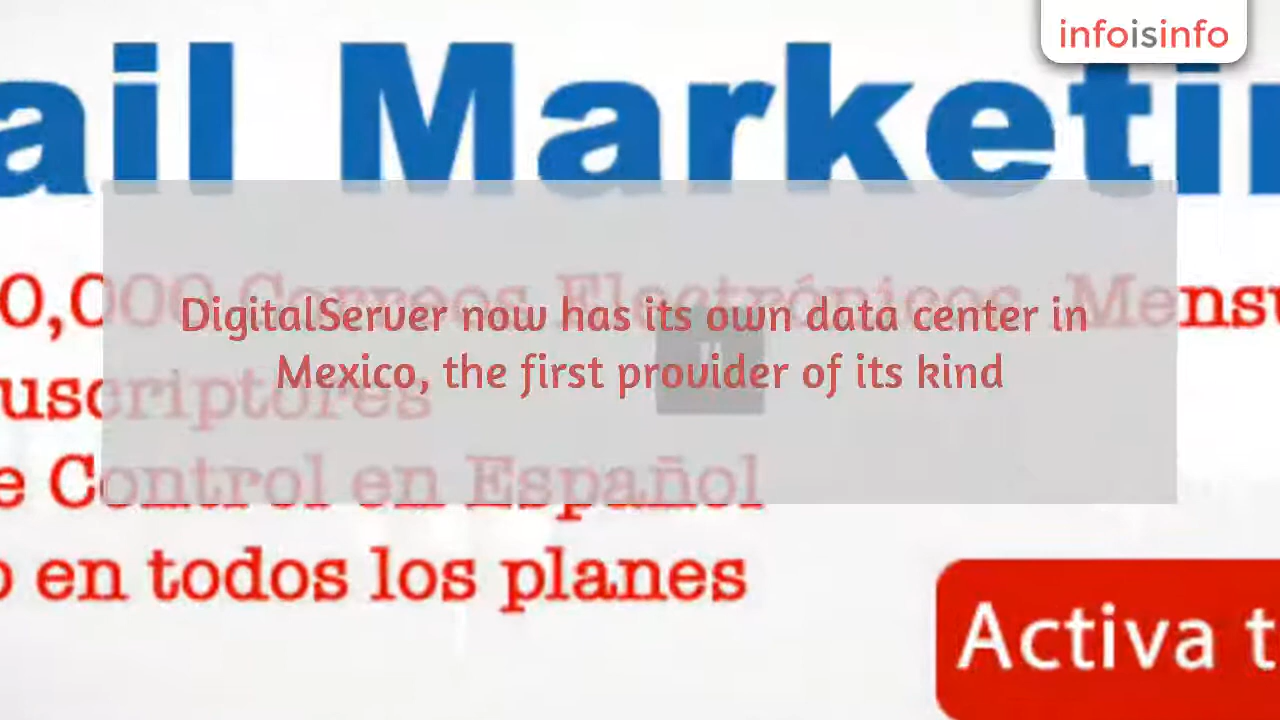 infoisinfo
ail Marketin
0,000 Correos Electrónicos Mensu
DigitalServer now has its own data center in
Mexico, the first provider of its kind
uscriptores
e Control en Español
o en todos los planes
Activa t